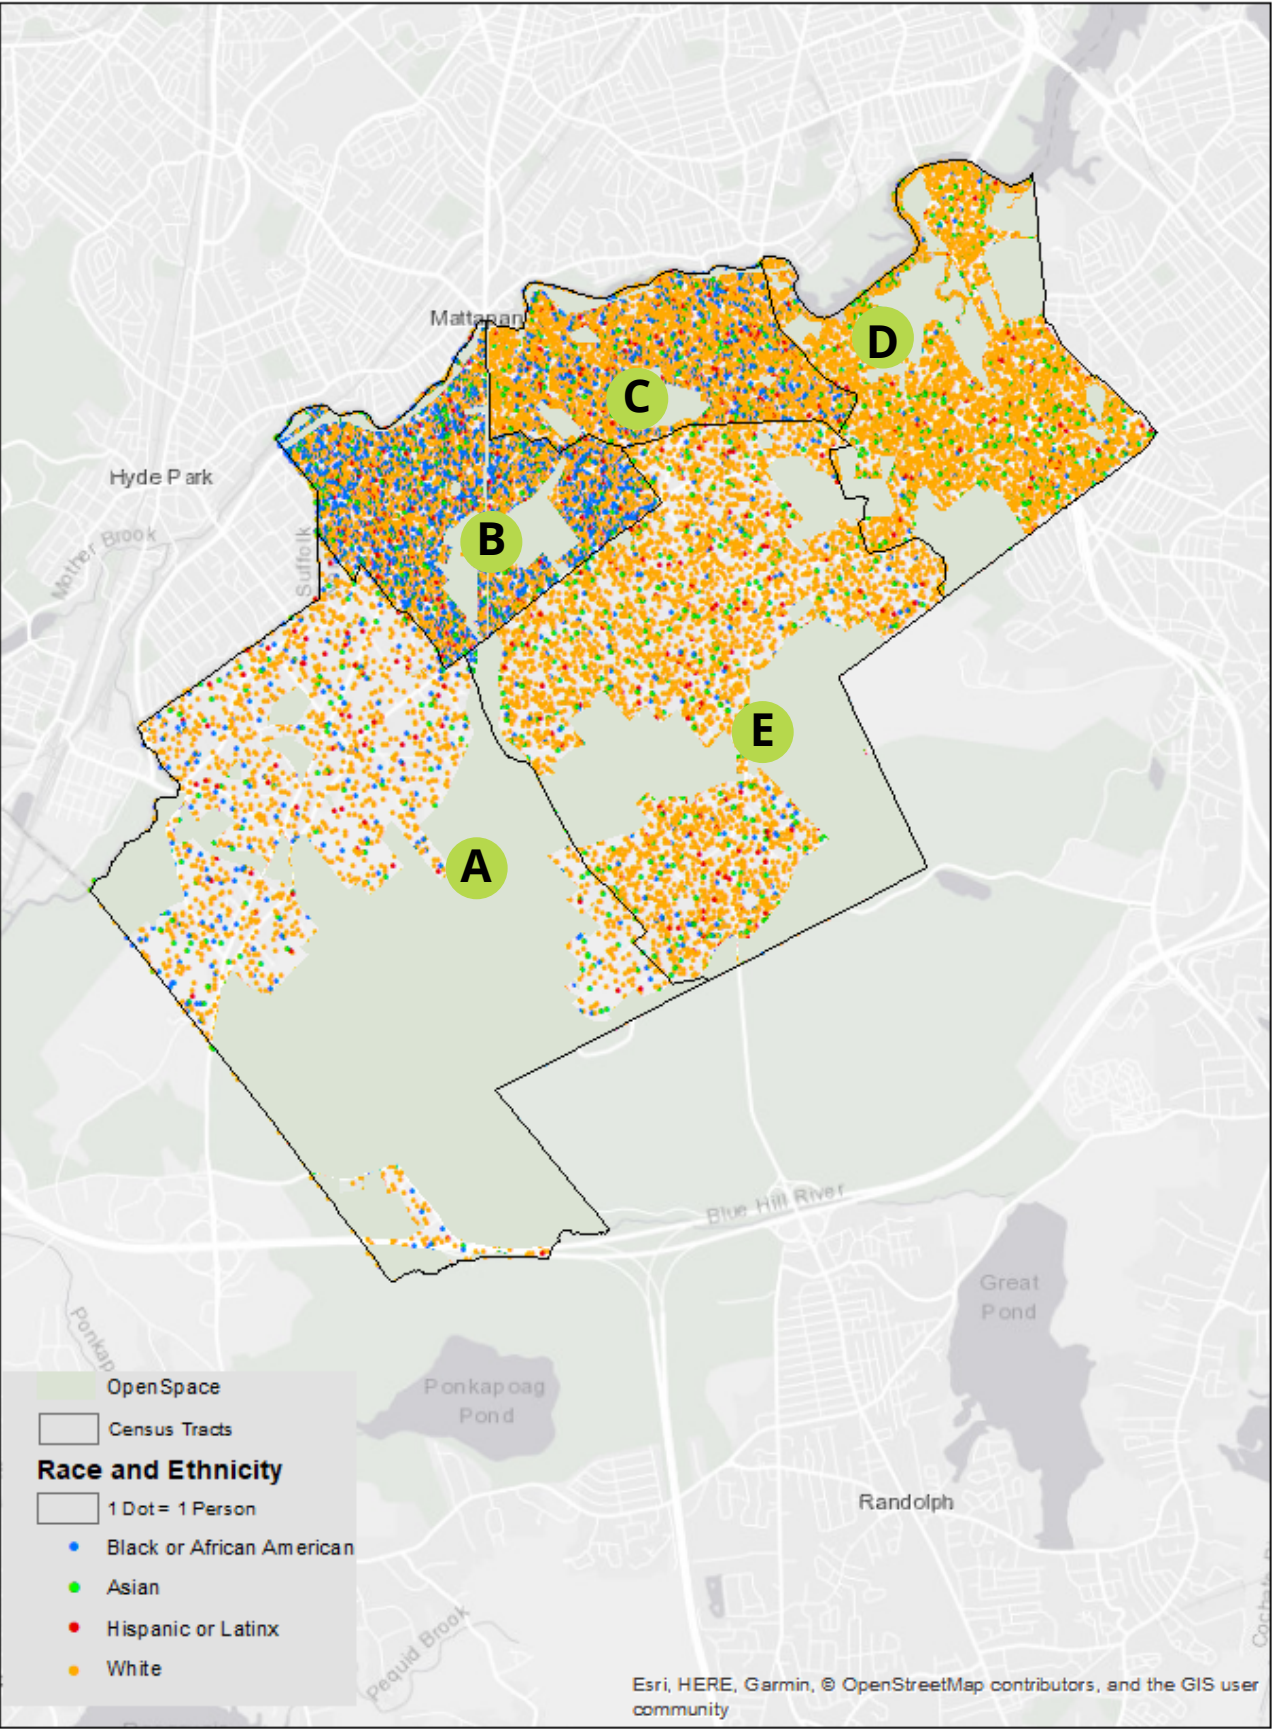 D
Mattapan
C
Hyde Park
B
Mother Brook
Suffolk
E
A
Blue Hill River
Great
Pond
Ponkap
Open Space
Census Tracts
Race and Ethnicity
1 Dot = 1 Person
Black or African American
Asian
Hispanic or Latinx
White
Ponkapoag
Pond
Randolph
Pequid Brook
Esri, HERE, Garmin, © OpenStreetMap contributors, and the GIS user
community